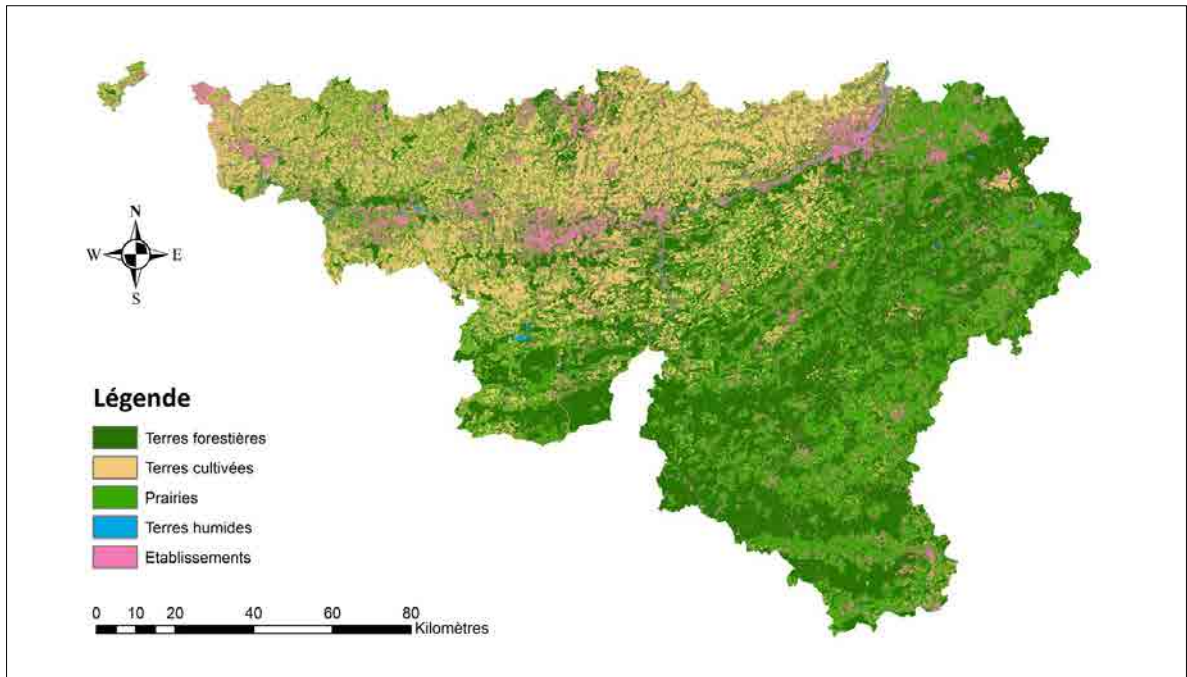 N
W E
S
Légende
Terres forestières
Terres cultivées
Prairies
Terres humides
Etablissements
0 10 20 40 60 80
Kilomètres